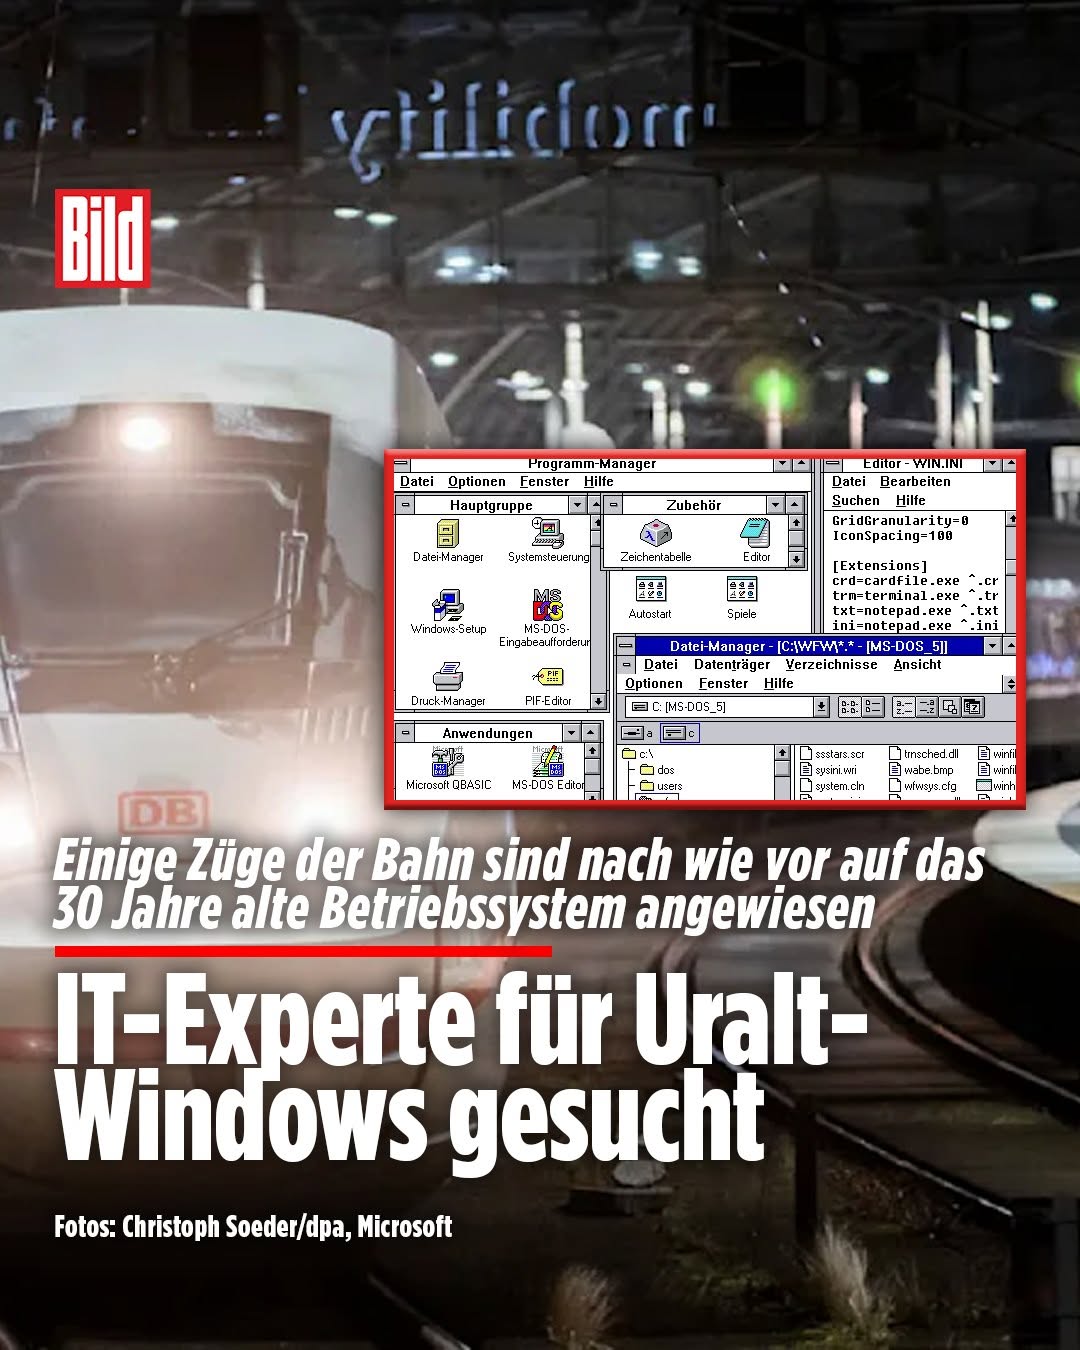 mobility
Bild
Programm-Manager
Datei Optionen Fenster Hilfe
Hauptgruppe
Datei-Manager
Systemsteuerung
Windows-Setup
MS-DOS-
Eingabeaufforderun
Druck-Manager
PIF-Editor
Anwendungen
Microsoft QBASIC
MS-DOS Editor
Zubehör
Zeichentabelle
Editor
Autostart
Spiele
Editor - WIN.INI
Datei Bearbeiten
Suchen Hilfe
GridGranularity=0
IconSpacing=100
[Extensions]
crd=cardfile.exe ^.cr
trm=terminal.exe ^.tr
txt=notepad.exe ^.txt
ini=notepad.exe ^.ini
Datei-Manager - [C:\WFW\*.* - [MS-DOS_5]]
Datei Datenträger Verzeichnisse Ansicht
Optionen Fenster Hilfe
C: [MS-DOS_5]
a c
c:\
dos
users
ssstars.scr
sysini.wri
system.cln
trnsched.dll
wabe.bmp
wfwsys.cfg
winfil
winfil
winh
DB
Einige Züge der Bahn sind nach wie vor auf das
30 Jahre alte Betriebssystem angewiesen
IT-Experte für Uralt-
Windows gesucht
Fotos: Christoph Soeder/dpa, Microsoft